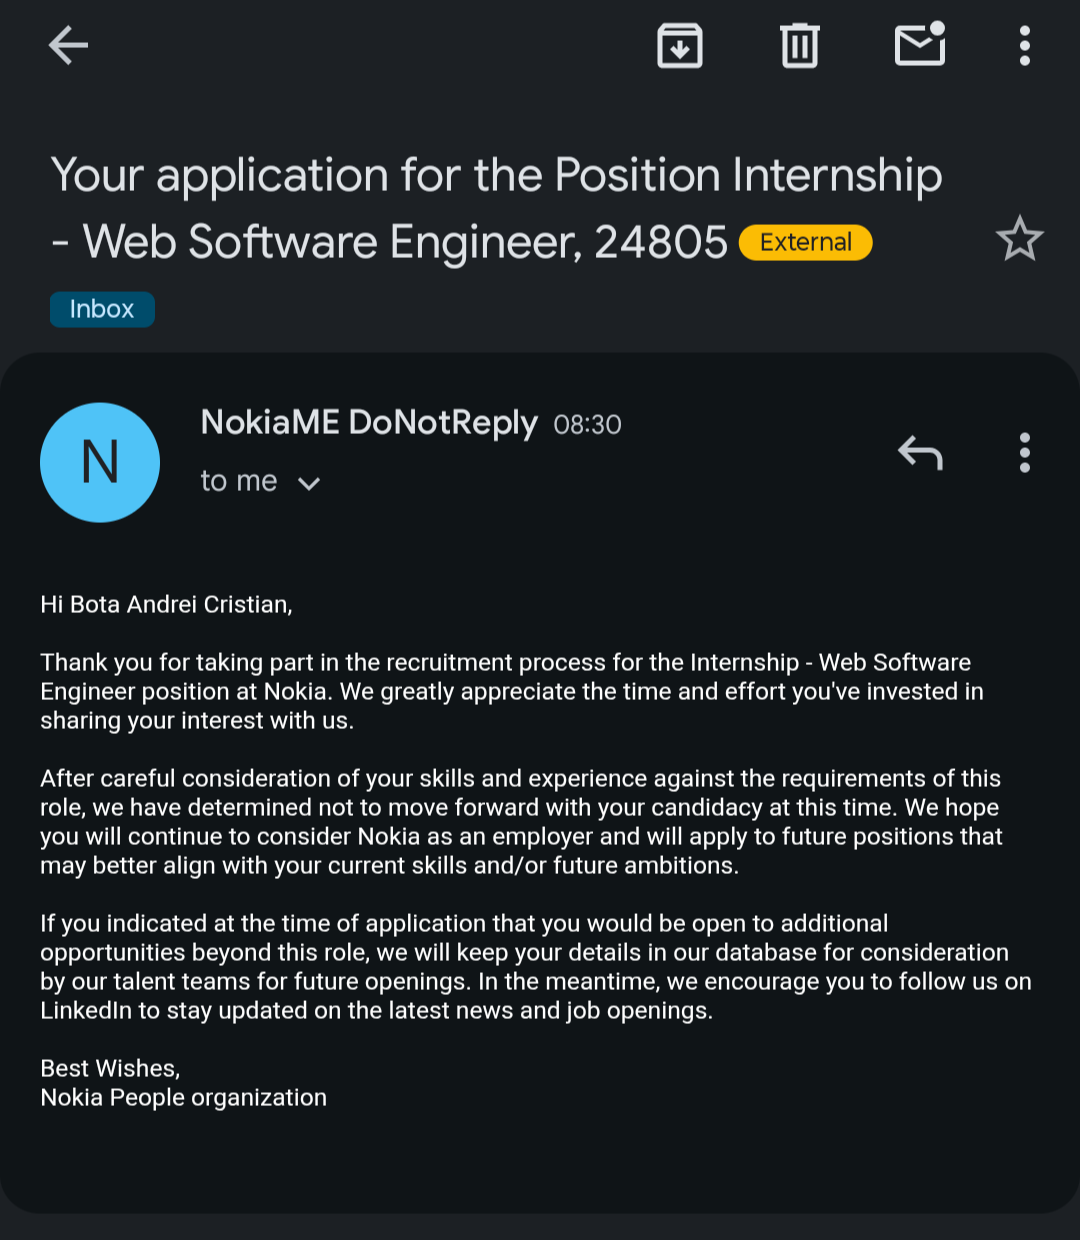 Your application for the Position Internship
- Web Software Engineer, 24805 External
Inbox
N
NokiaME DoNotReply 08:30
to me
Hi Bota Andrei Cristian,
Thank you for taking part in the recruitment process for the Internship - Web Software
Engineer position at Nokia. We greatly appreciate the time and effort you've invested in
sharing your interest with us.
After careful consideration of your skills and experience against the requirements of this
role, we have determined not to move forward with your candidacy at this time. We hope
you will continue to consider Nokia as an employer and will apply to future positions that
may better align with your current skills and/or future ambitions.
If you indicated at the time of application that you would be open to additional
opportunities beyond this role, we will keep your details in our database for consideration
by our talent teams for future openings. In the meantime, we encourage you to follow us on
LinkedIn to stay updated on the latest news and job openings.
Best Wishes,
Nokia People organization